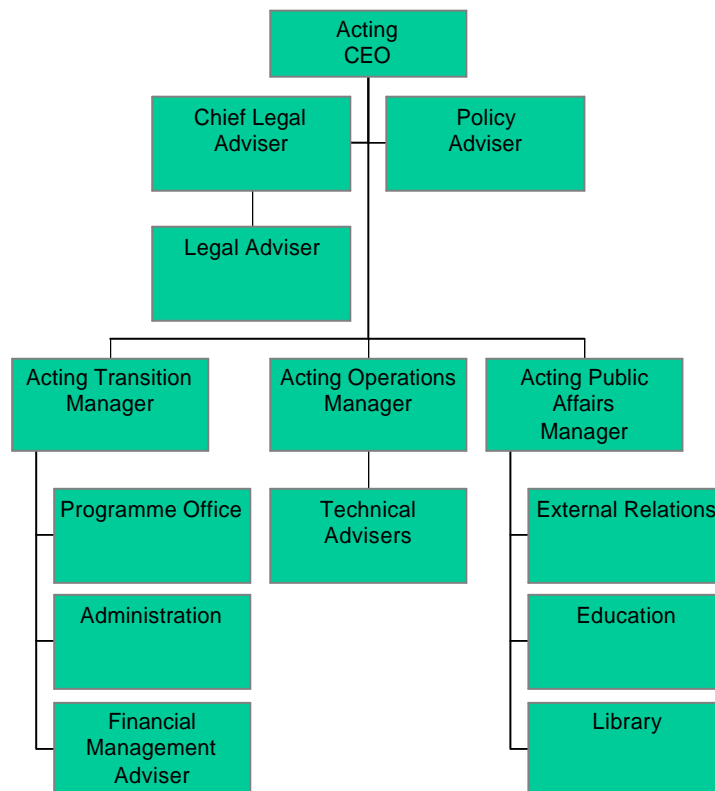 Acting
CEO
Chief Legal
Adviser
Policy
Adviser
Legal Adviser
Acting Transition
Manager
Acting Operations
Manager
Acting Public
Affairs
Manager
Programme Office
Technical
Advisers
External Relations
Administration
Education
Financial
Management
Adviser
Library